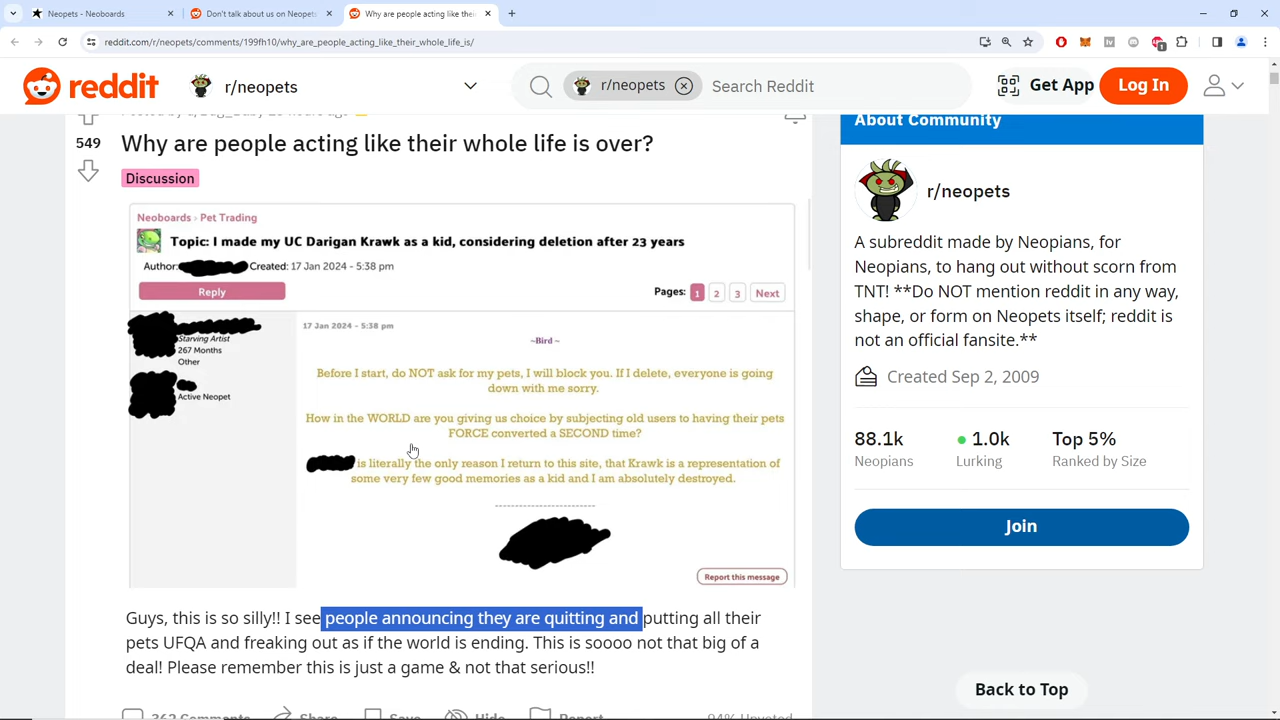 Neopets - Neoboards
Don't talk about us on Neopets
Why are people acting like their
reddit.com/r/neopets/comments/199fh10/why_are_people_acting_like_their_whole_life_is/
reddit
r/neopets
r/neopets
Search Reddit
Get App
Log In
549
Why are people acting like their whole life is over?
Discussion
Neoboards › Pet Trading
Topic: I made my UC Darigan Krawk as a kid, considering deletion after 23 years
Author: Created: 17 Jan 2024 - 5:38 pm
Reply
Pages: 1 2 3 Next
Starving Artist
267 Months
Other
Active Neopet
17 Jan 2024 - 5:38 pm
~Bird ~
Before I start, do NOT ask for my pets, I will block you. If I delete, everyone is going
down with me sorry.
How in the WORLD are you giving us choice by subjecting old users to having their pets
FORCE converted a SECOND time?
is literally the only reason I return to this site, that Krawk is a representation of
some very few good memories as a kid and I am absolutely destroyed.
--------------------------
Report this message
Guys, this is so silly!! I see people announcing they are quitting and putting all their
pets UFQA and freaking out as if the world is ending. This is soooo not that big of a
deal! Please remember this is just a game & not that serious!!
362 Comments Share Save Hide Report 94% Upvoted
About Community
r/neopets
A subreddit made by Neopians, for
Neopians, to hang out without scorn from
TNT! **Do NOT mention reddit in any way,
shape, or form on Neopets itself; reddit is
not an official fansite.**
Created Sep 2, 2009
88.1k 1.0k Top 5%
Neopians Lurking Ranked by Size
Join
Back to Top